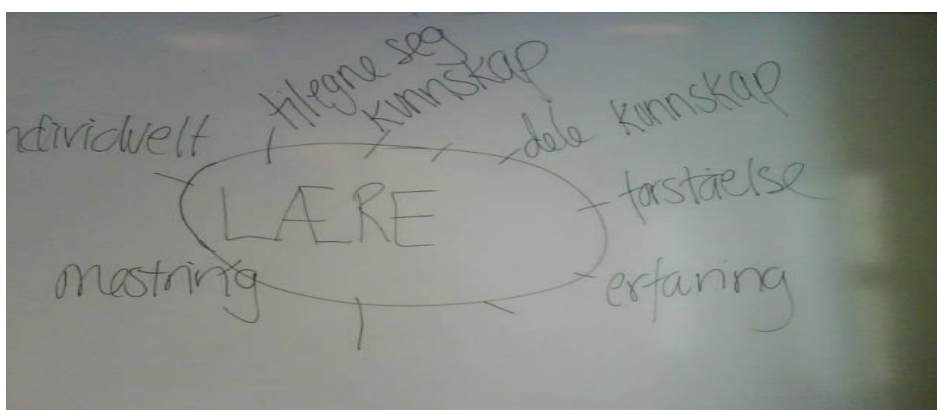 tilegne seg
kunnskap
dele kunnskap
ndividuelt
LÆRE
forståelse
mestring
erfaring